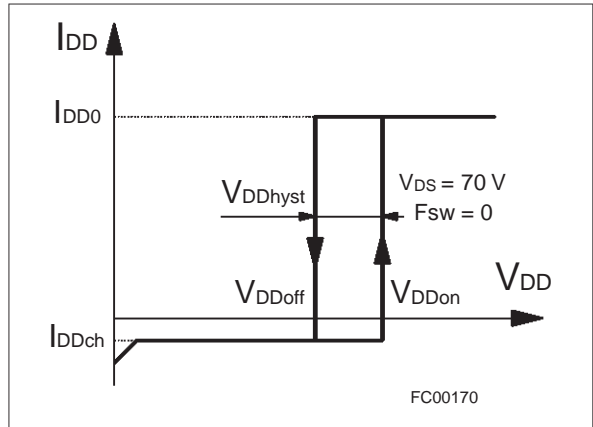 IDD
IDD0
VDDhyst
VDS = 70 V
Fsw = 0
VDDoff
VDDon
VDD
IDDch
FC00170